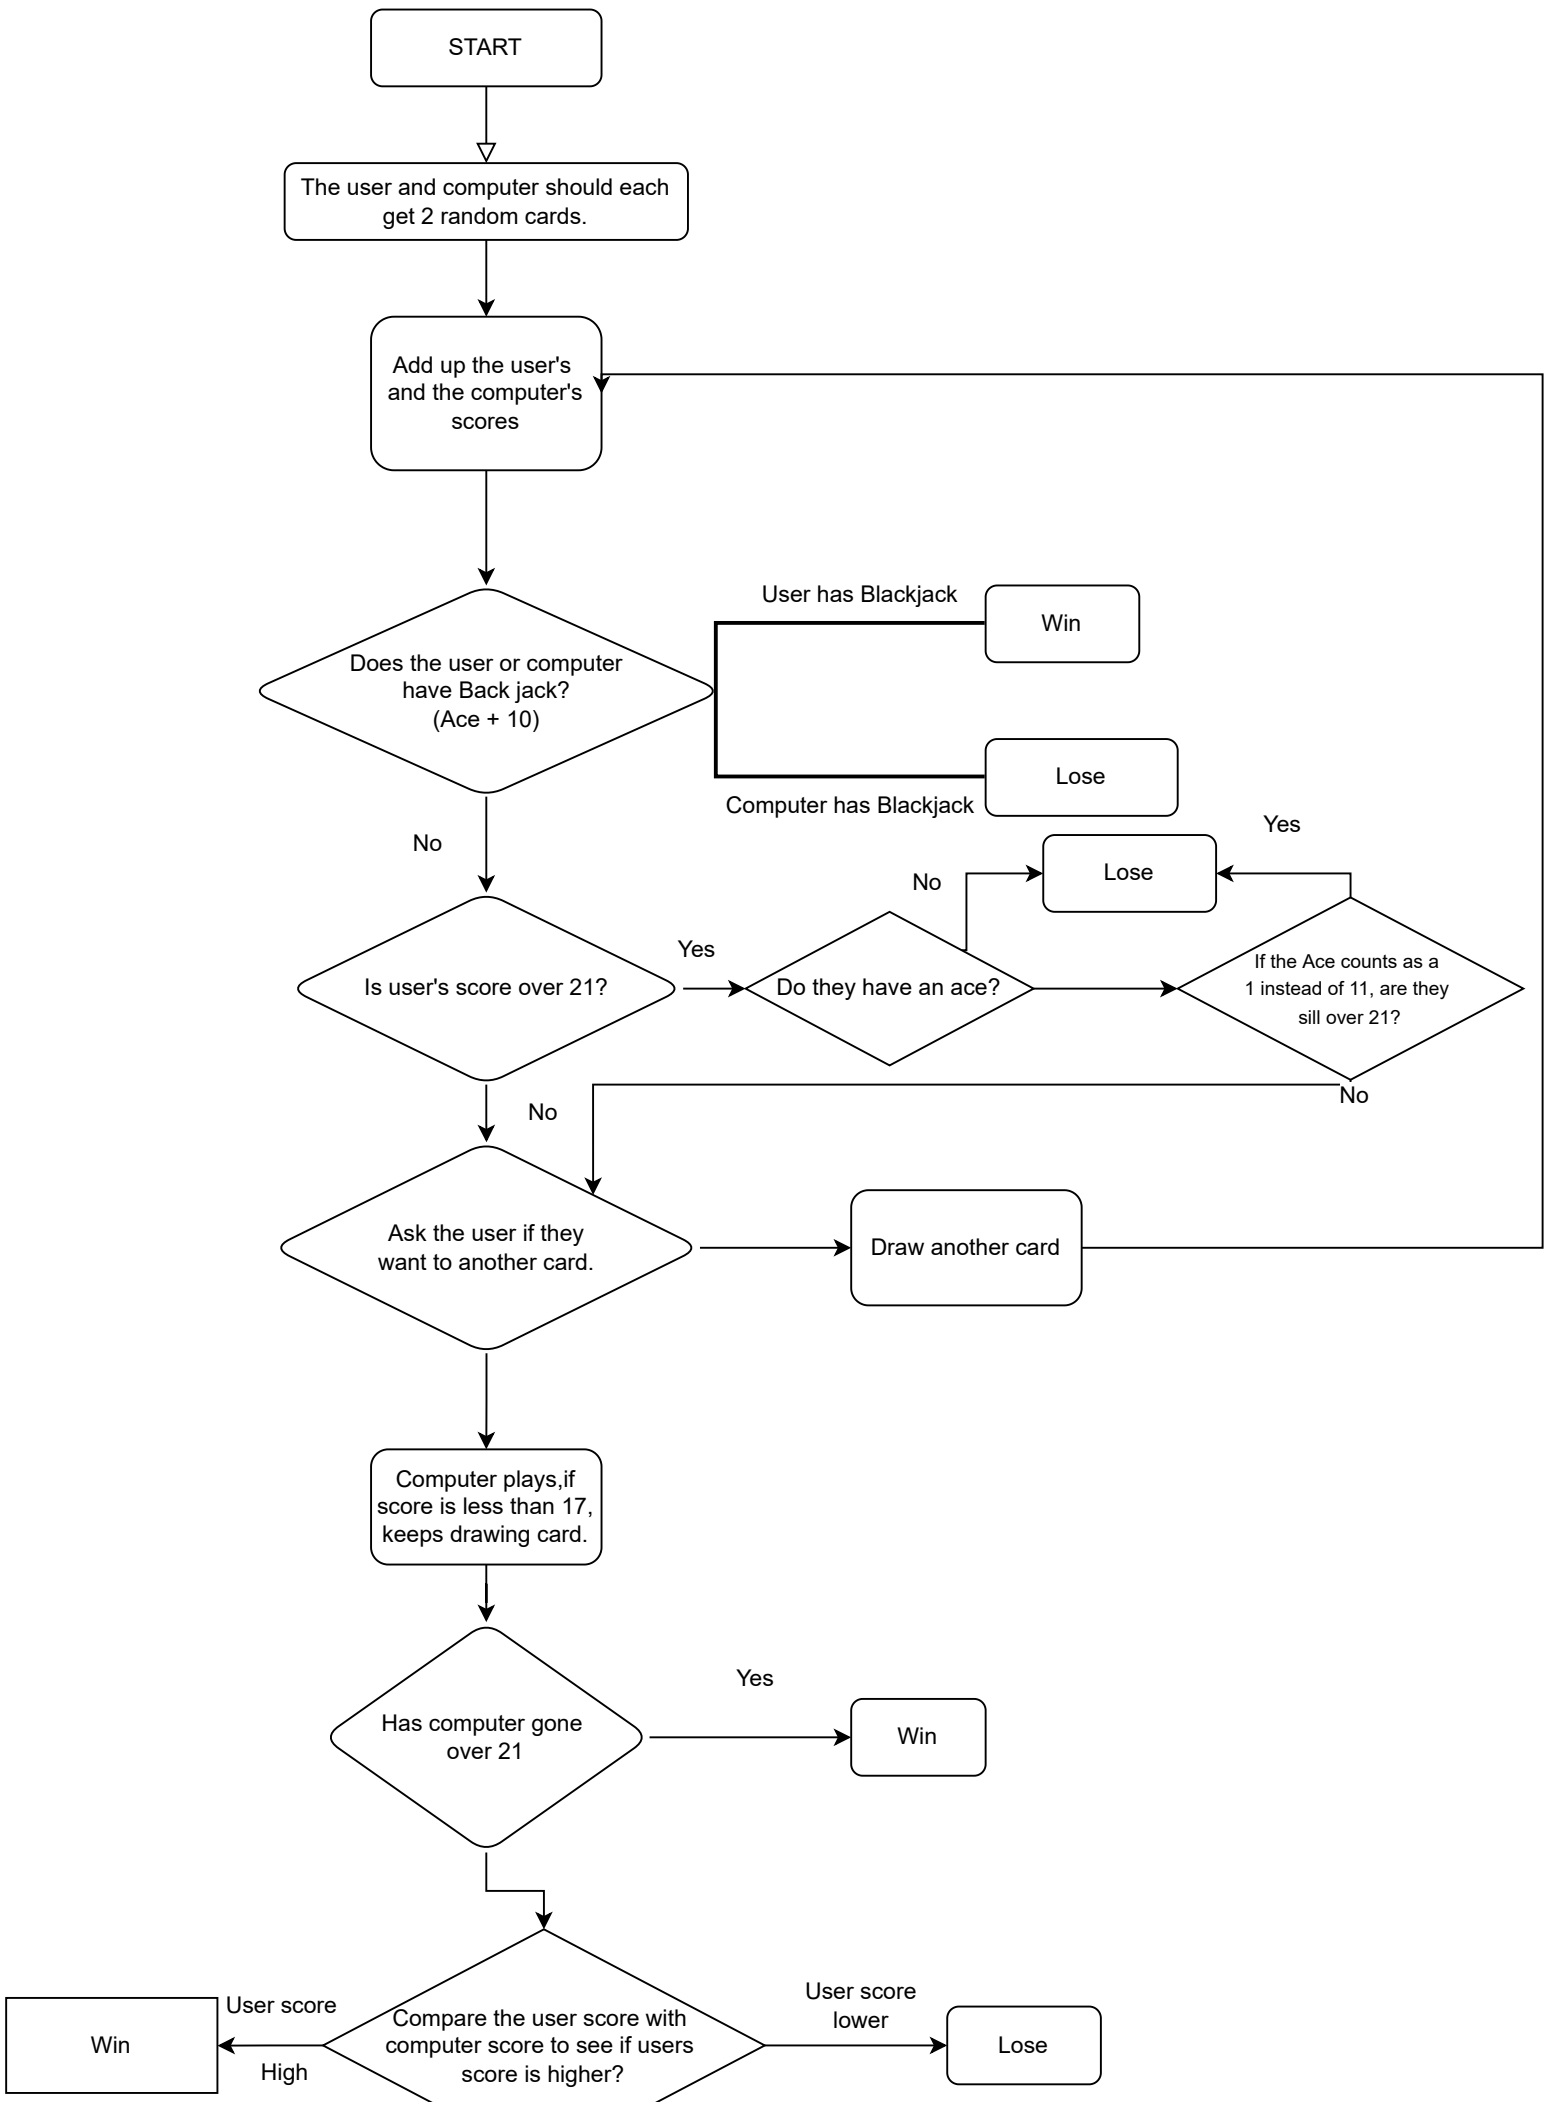 START
The user and computer should each
get 2 random cards.
Add up the user's
and the computer's
scores
User has Blackjack
Win
Does the user or computer
have Back jack?
(Ace + 10)
Lose
Computer has Blackjack
No
Yes
Lose
No
Yes
Is user's score over 21?
Do they have an ace?
If the Ace counts as a
1 instead of 11, are they
sill over 21?
No
No
Ask the user if they
want to another card.
Draw another card
Computer plays,if
score is less than 17,
keeps drawing card.
Yes
Has computer gone
over 21
Win
User score
High
Win
Compare the user score with
computer score to see if users
score is higher?
User score
lower
Lose